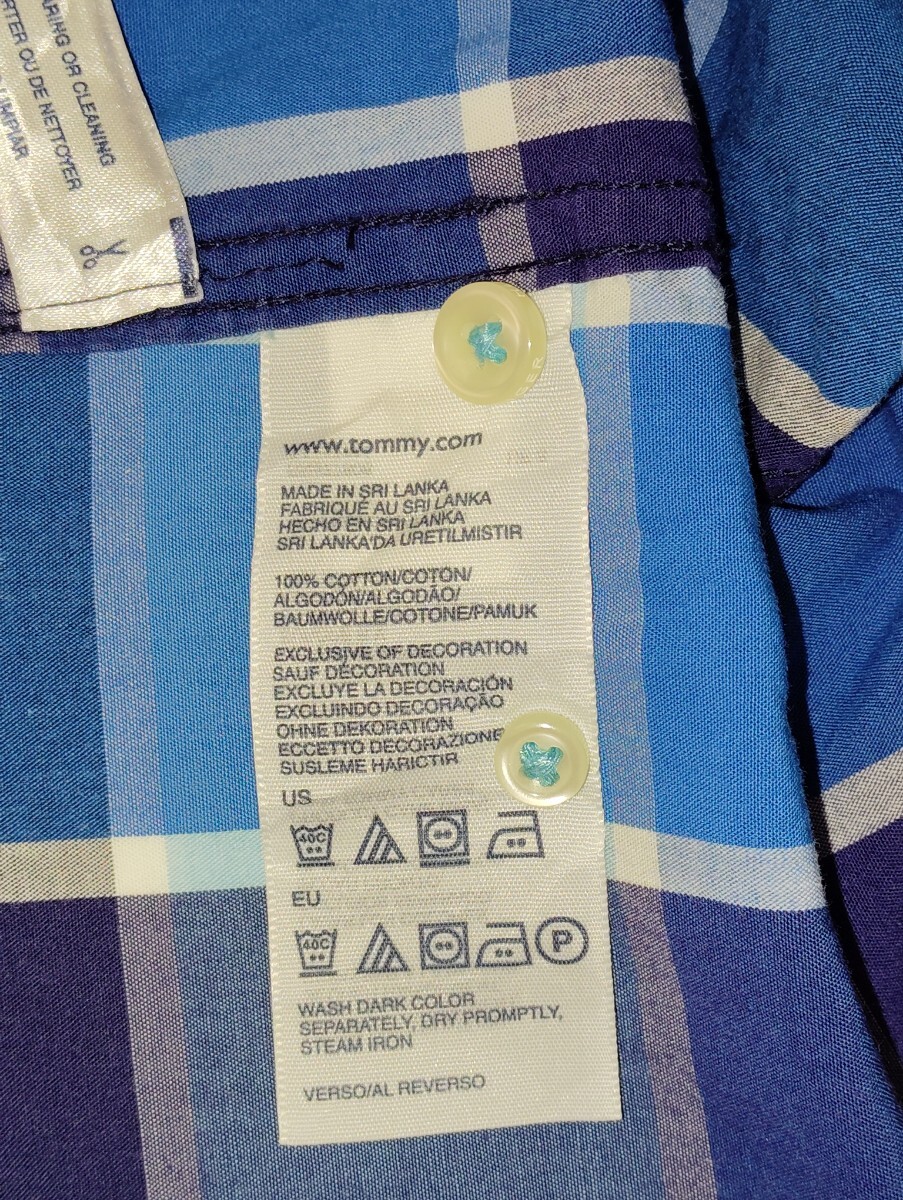 ARING OR CLEANING
RTER OU DE NETTOYER
UMPIAR
www.tommy.com
MADE IN SRI LANKA
FABRIQUÉ AU SRI LANKA
HECHO EN SRI LANKA
SRI LANKA'DA URETILMISTIR
100% COTTON/COTON/
ALGODÓN/ALGODÃO/
BAUMWOLLE/COTONE/PAMUK
EXCLUSIVE OF DECORATION
SAUF DÉCORATION
EXCLUYE LA DECORACIÓN
EXCLUINDO DECORAÇÃO
OHNE DEKORATION
ECCETTO DECORAZIONE
SUSLEME HARICTIR
US
40C
EU
40C P
WASH DARK COLOR
SEPARATELY, DRY PROMPTLY,
STEAM IRON
VERSO/AL REVERSO